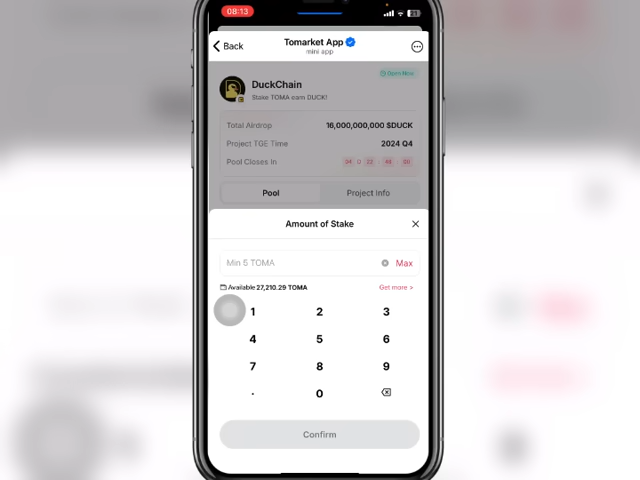 08:13
21
Back
Tomarket App
mini app
Open Now
DuckChain
Stake TOMA earn DUCK!
Total Airdrop 16,000,000,000 $DUCK
Project TGE Time 2024 Q4
Pool Closes In
Pool Project Info
Amount of Stake
Min 5 TOMA Max
Available 27,210.29 TOMA Get more >
1 2 3
4 5 6
7 8 9
. 0
Confirm